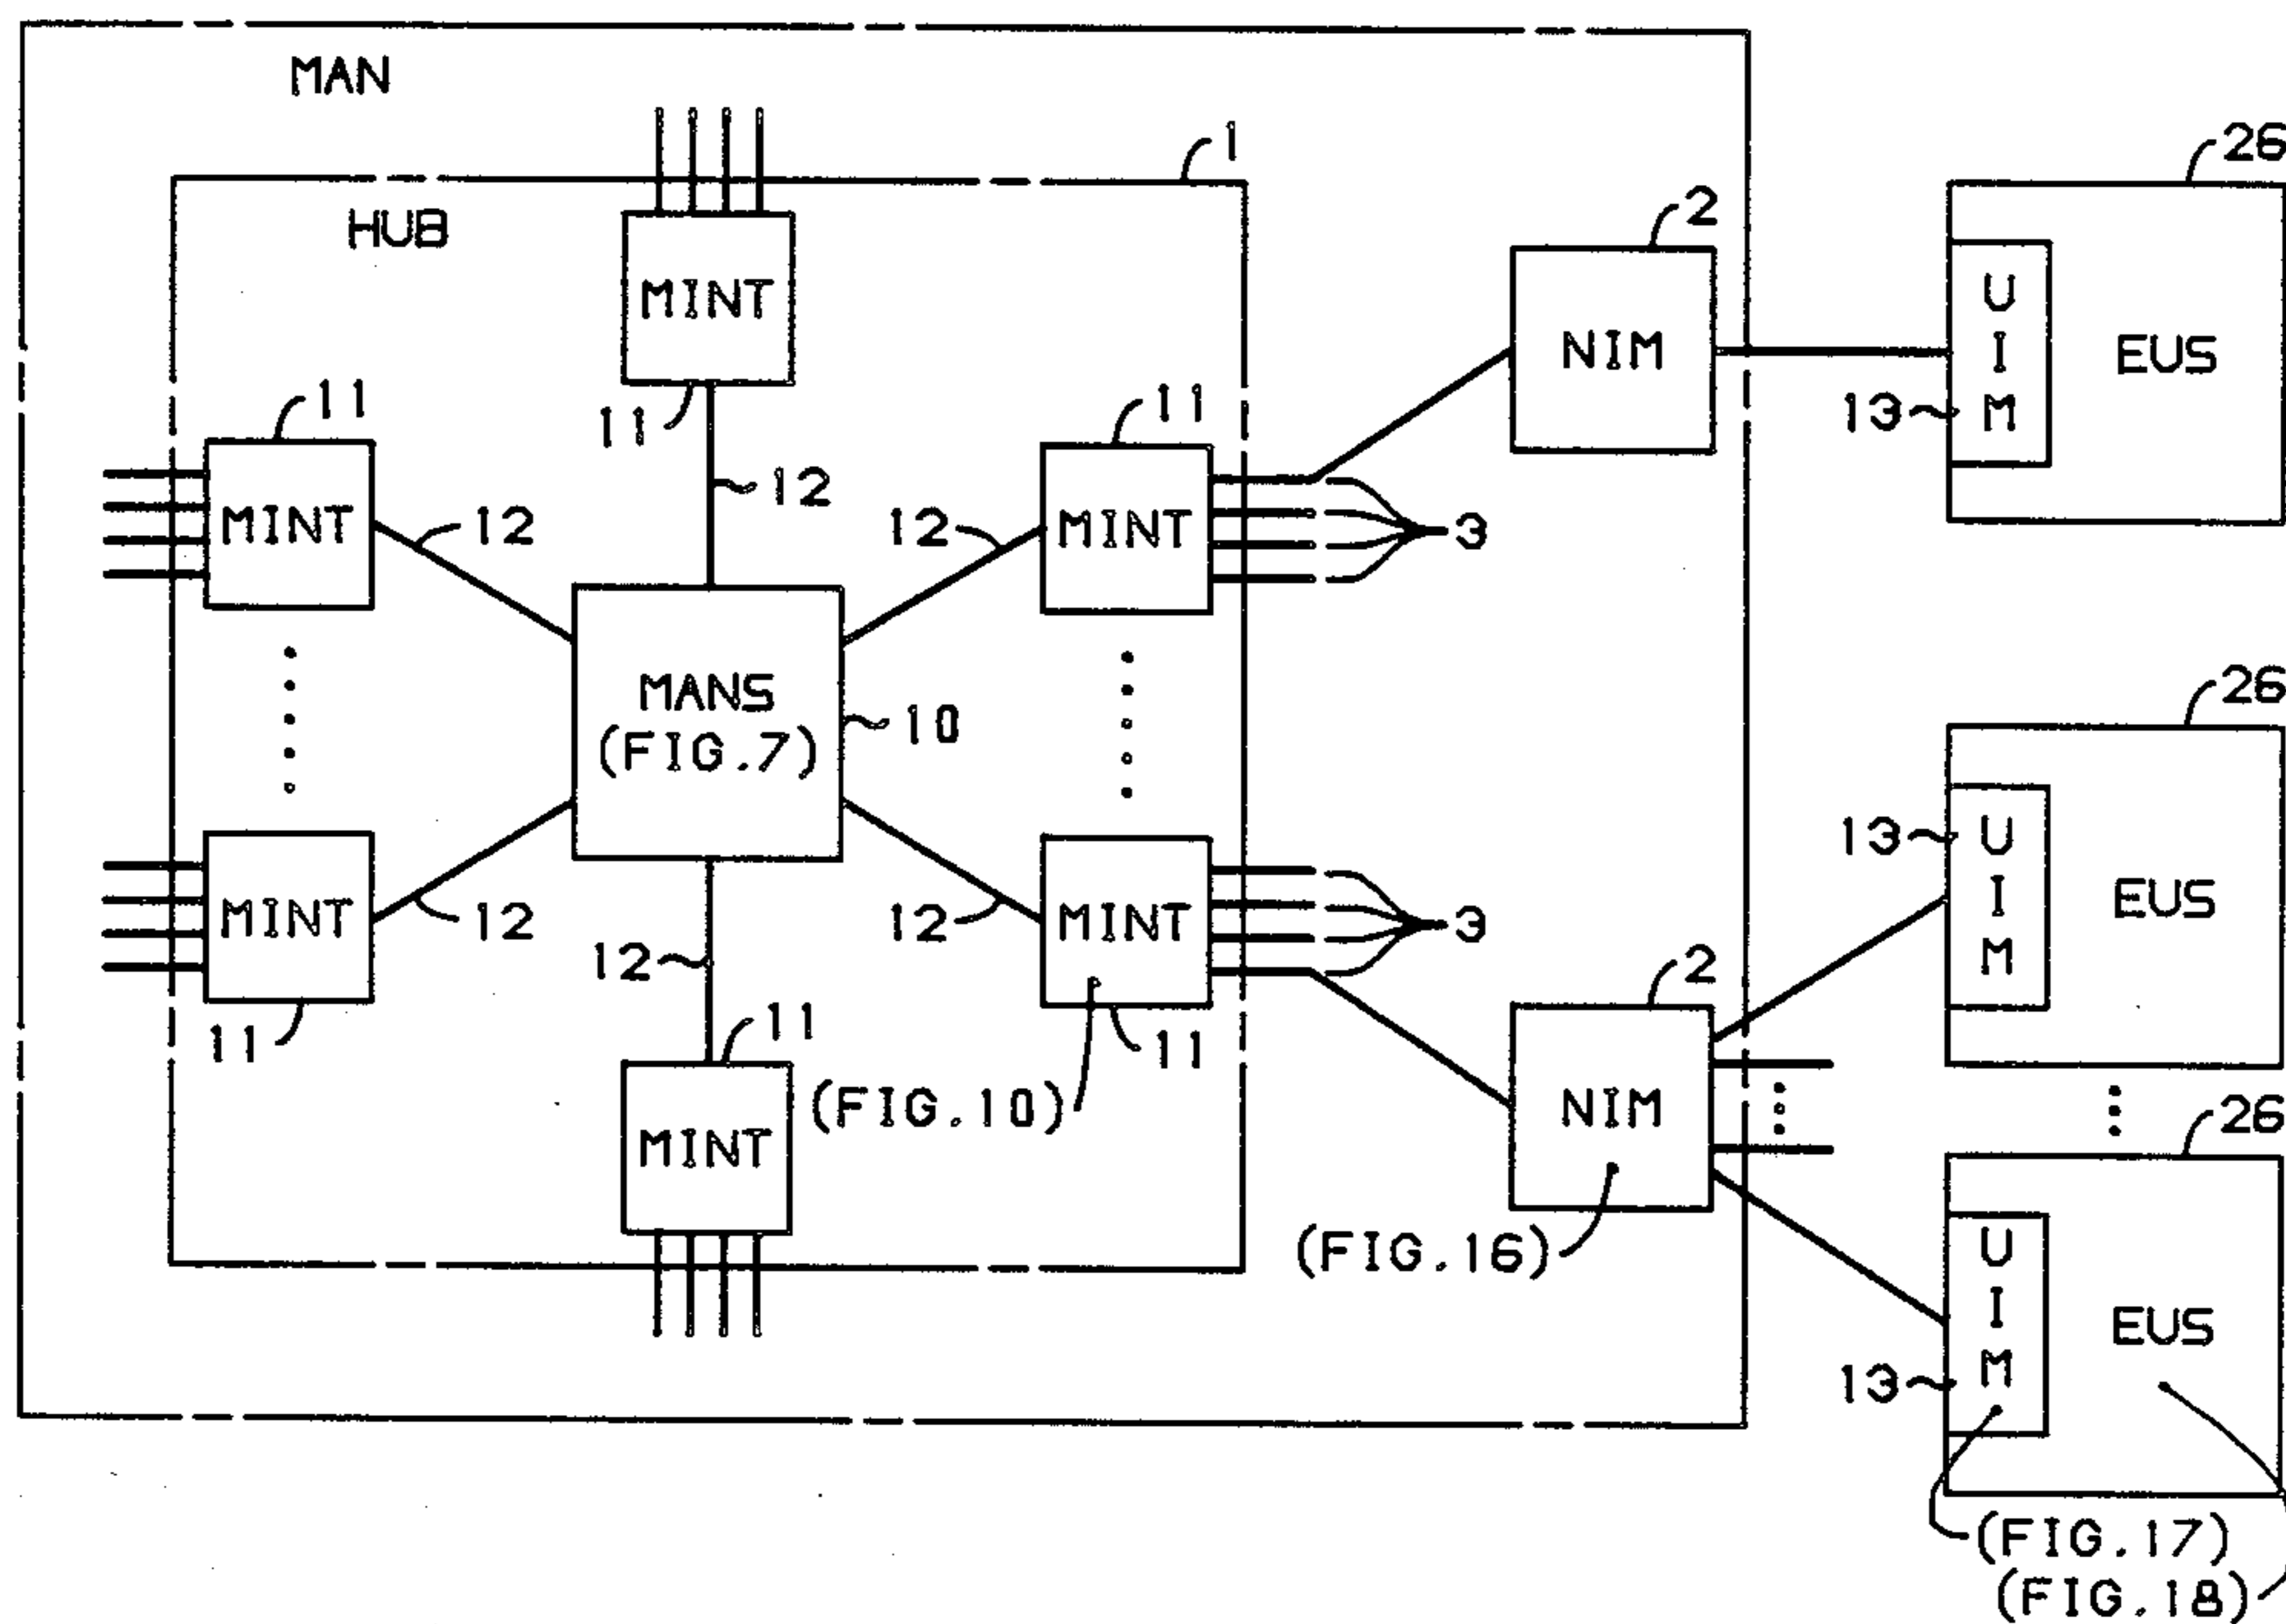 MAN
1
HUB
26
2
MINT
U
I
M
NIM
EUS
13
11
11
11
12
MINT
12
12
MINT
3
MANS
(FIG.7)
10
26
13
U
I
M
EUS
MINT
12
12
MINT
3
12
2
11
11
11
(FIG.10)
NIM
26
MINT
(FIG.16)
U
I
M
EUS
13
(FIG.17)
(FIG.18)